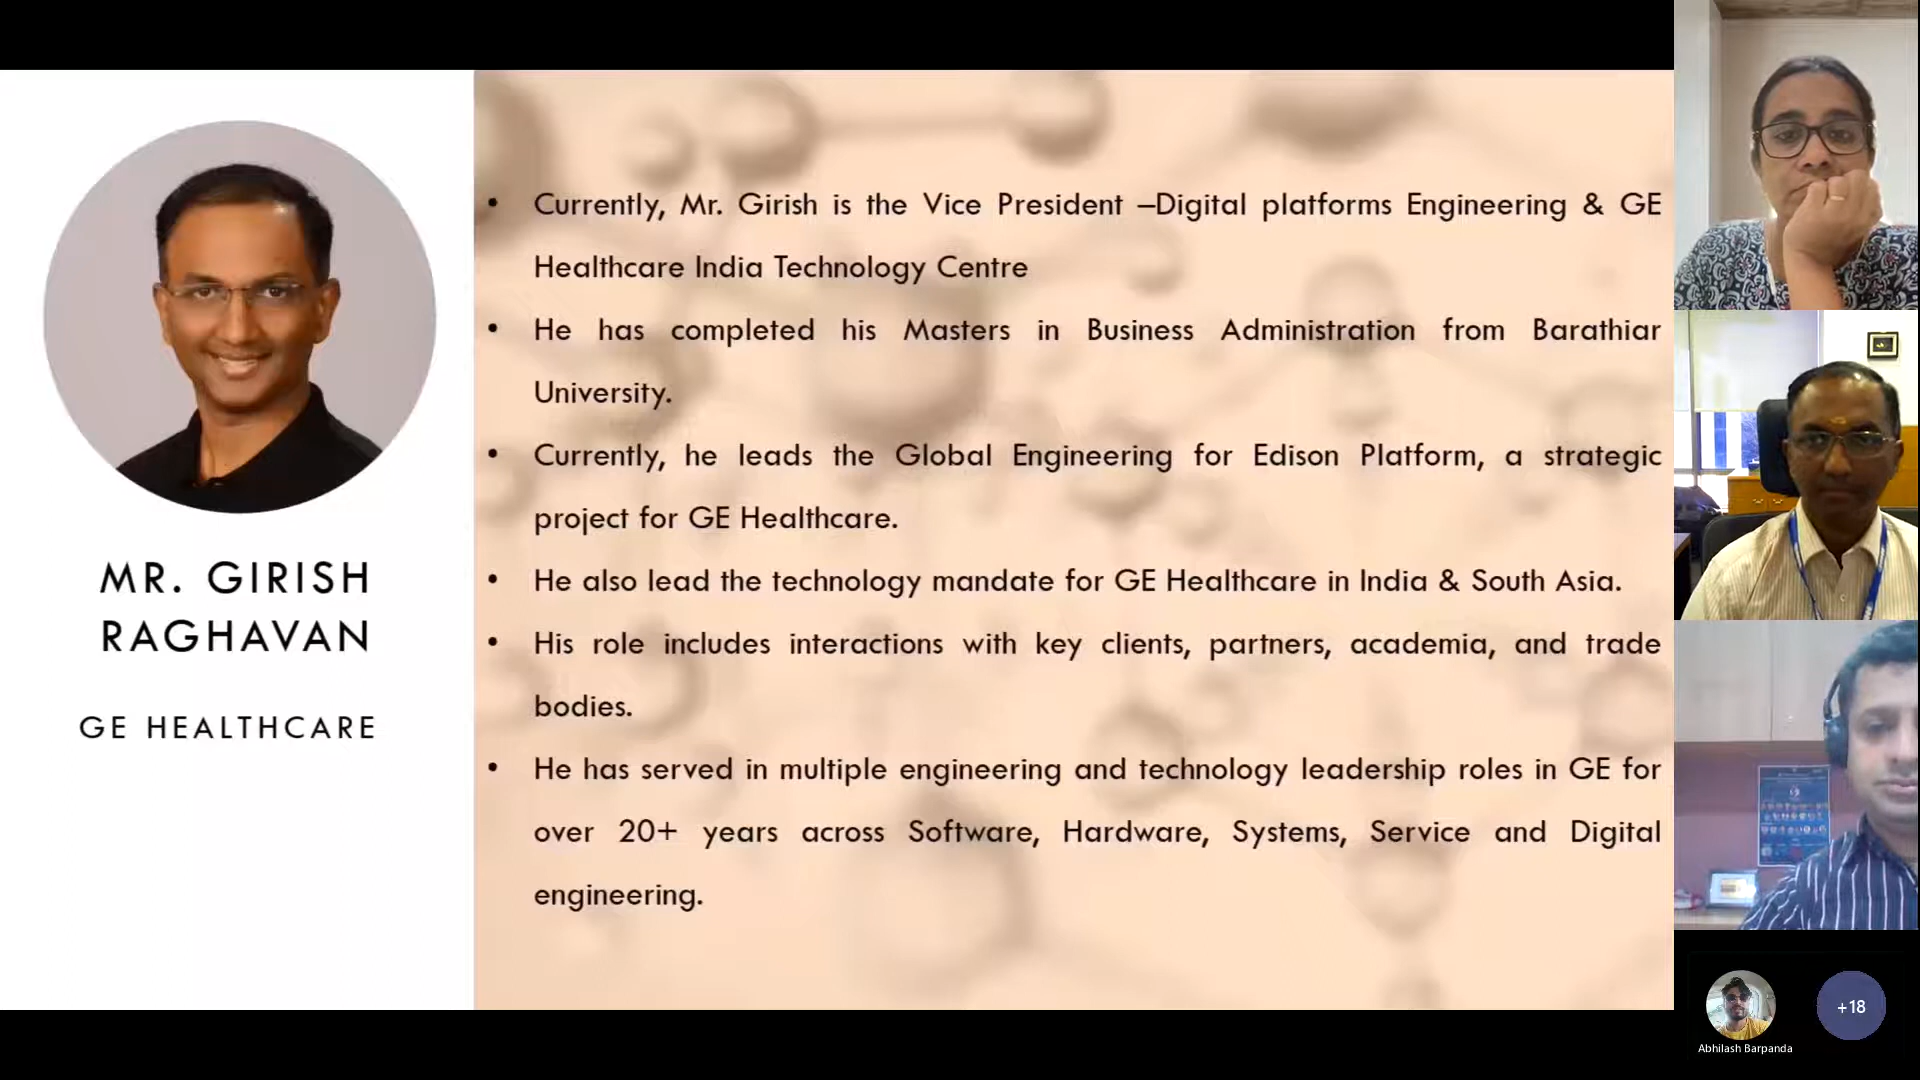 MR. GIRISH
RAGHAVAN
GE HEALTHCARE
• Currently, Mr. Girish is the Vice President –Digital platforms Engineering & GE
Healthcare India Technology Centre
• He has completed his Masters in Business Administration from Barathiar
University.
• Currently, he leads the Global Engineering for Edison Platform, a strategic
project for GE Healthcare.
• He also lead the technology mandate for GE Healthcare in India & South Asia.
• His role includes interactions with key clients, partners, academia, and trade
bodies.
• He has served in multiple engineering and technology leadership roles in GE for
over 20+ years across Software, Hardware, Systems, Service and Digital
engineering.
Abhilash Barpanda
+18